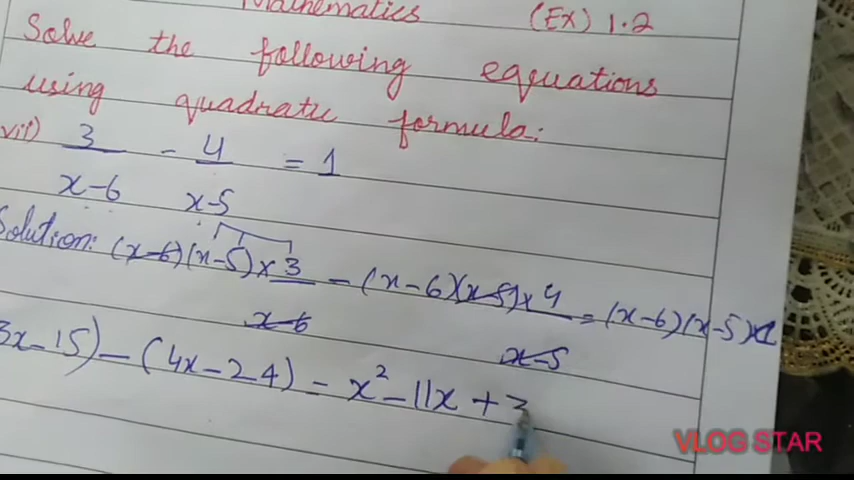 Mathematics (Ex) 1.2
Solve the following equations
using quadratic formula:
vii) 3/x-6 - 4/x-5 = 1
Solution: (x-6)(x-5)×3/x-6 - (x-6)(x-5)×4/x-5 = (x-6)(x-5)×1
3x-15) - (4x-24) = x²-11x+3
VLOG STAR